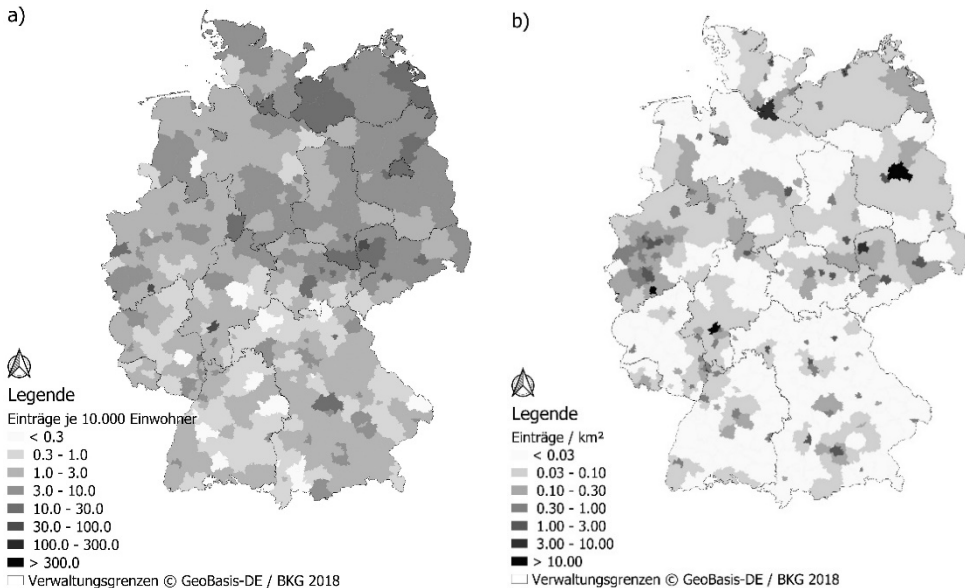 a)
Legende
Einträge je 10.000 Einwohner
< 0.3
0.3 - 1.0
1.0 - 3.0
3.0 - 10.0
10.0 - 30.0
30.0 - 100.0
100.0 - 300.0
> 300.0
Verwaltungsgrenzen © GeoBasis-DE / BKG 2018
b)
Legende
Einträge / km²
< 0.03
0.03 - 0.10
0.10 - 0.30
0.30 - 1.00
1.00 - 3.00
3.00 - 10.00
> 10.00
Verwaltungsgrenzen © GeoBasis-DE / BKG 2018